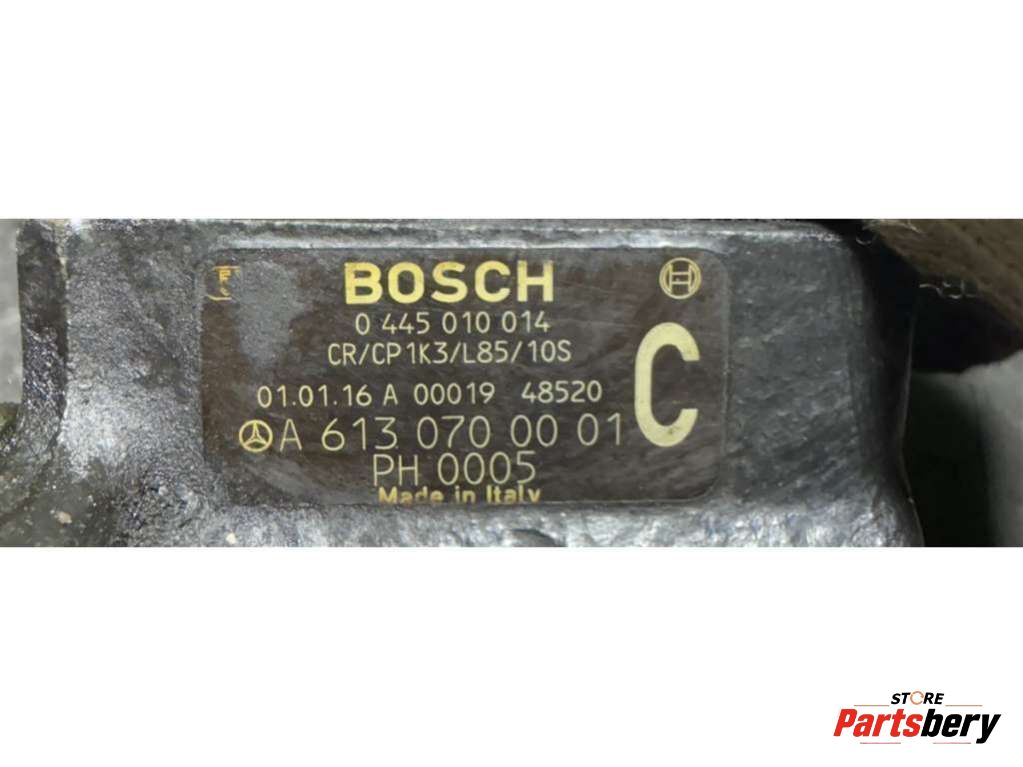 BOSCH
0 445 010 014
CR/CP1K3/L85/10S
C
01.01.16 A 00019 48520
A 613 070 00 01
PH 0005
Made in Italy
STORE
Partsbery